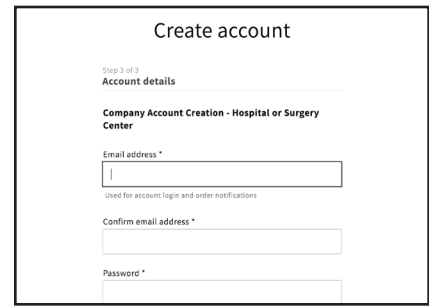 Create account
Step 3 of 3
Account details
Company Account Creation - Hospital or Surgery
Center
Email address *
Used for account login and order notifications
Confirm email address *
Password *